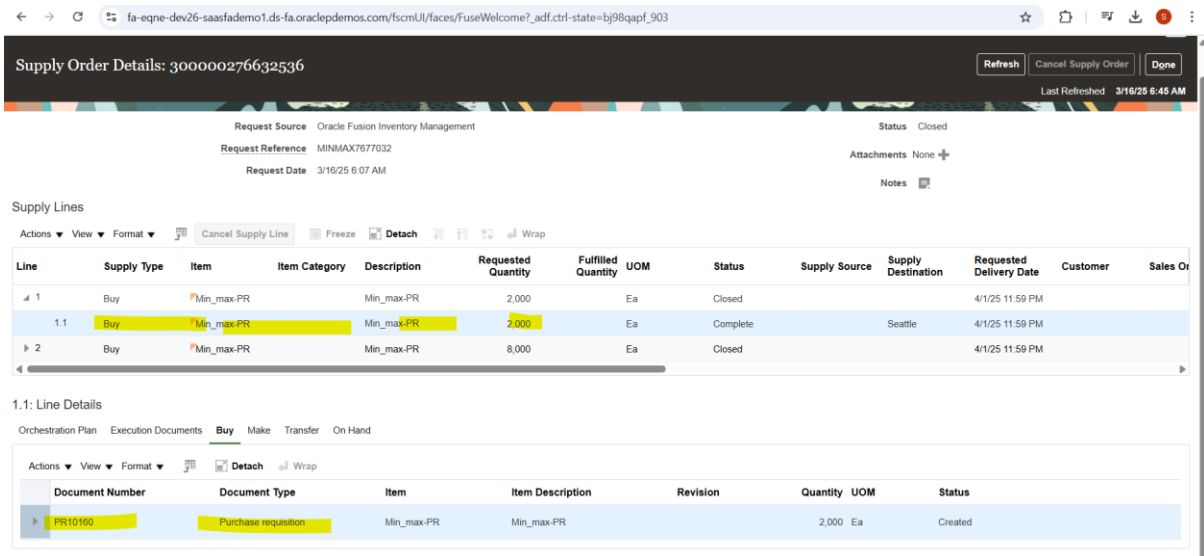 fa-eqne-dev26-saasfademo1.ds-fa.oraclepdemos.com/fscmUI/faces/FuseWelcome?_adf.ctrl-state=bj98qapf_903
S
Supply Order Details: 300000276632536
Refresh Cancel Supply Order Done
Last Refreshed 3/16/25 6:45 AM
Request Source Oracle Fusion Inventory Management Status Closed
Request Reference MINMAX7677032 Attachments None
Request Date 3/16/25 6:07 AM
Notes
Supply Lines
Actions View Format Cancel Supply Line Freeze Detach Wrap
Line Supply Type Item Item Category Description Requested Quantity Fulfilled Quantity UOM Status Supply Source Supply Destination Requested Delivery Date Customer Sales Or
1 Buy Min_max-PR Min_max-PR 2,000 Ea Closed 4/1/25 11:59 PM
1.1 Buy Min_max-PR Min_max-PR 2,000 Ea Complete Seattle 4/1/25 11:59 PM
2 Buy Min_max-PR Min_max-PR 8,000 Ea Closed 4/1/25 11:59 PM
1.1: Line Details
Orchestration Plan Execution Documents Buy Make Transfer On Hand
Actions View Format Detach Wrap
Document Number Document Type Item Item Description Revision Quantity UOM Status
PR10160 Purchase requisition Min_max-PR Min_max-PR 2,000 Ea Created